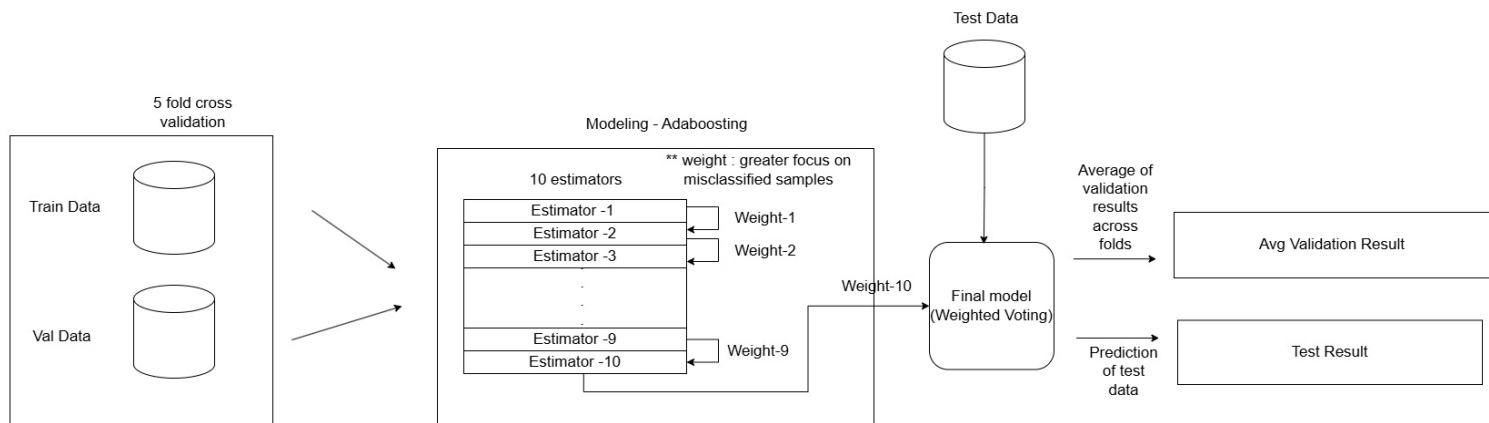 Test Data
5 fold cross
validation
Train Data
Val Data
Modeling - Adaboosting
** weight : greater focus on
misclassified samples
10 estimators
Estimator -1
Weight-1
Estimator -2
Weight-2
Estimator -3
.
.
.
.
Estimator -9
Weight-9
Estimator -10
Weight-10
Final model
(Weighted Voting)
Average of
validation
results
across
folds
Avg Validation Result
Prediction
of test
data
Test Result